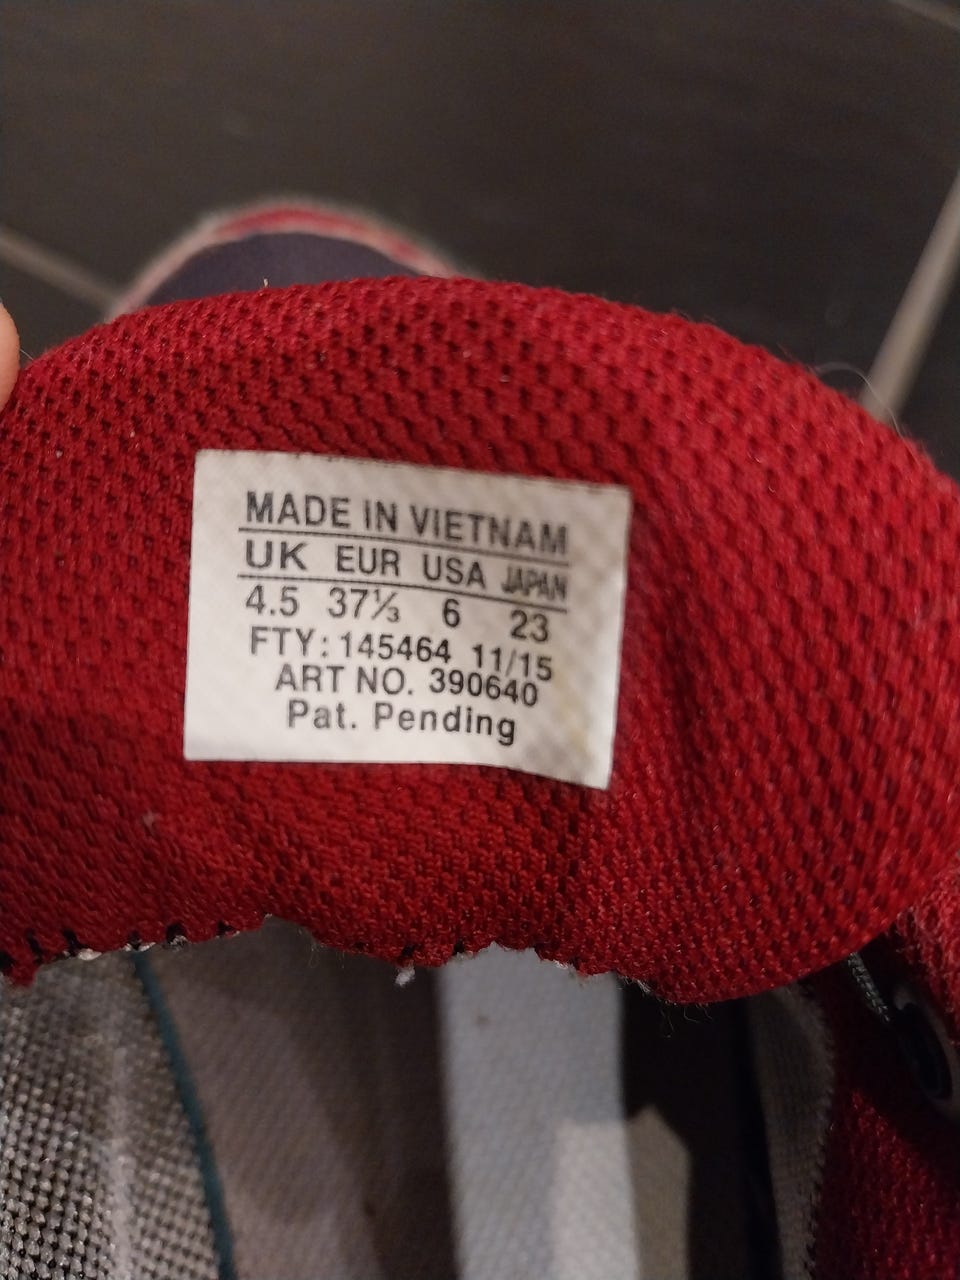 MADE IN VIETNAM
UK EUR USA JAPAN
4.5 37⅓ 6 23
FTY: 145464 11/15
ART NO. 390640
Pat. Pending